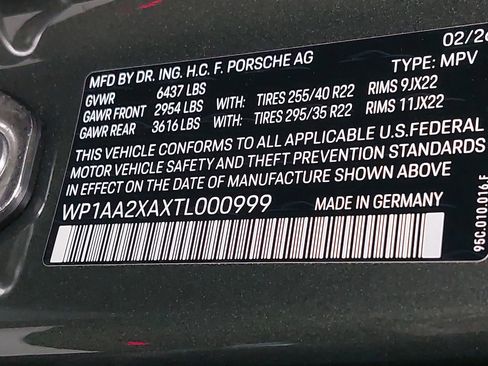 MFD BY DR. ING. H.C. F. PORSCHE AG 02/26
GVWR 6437 LBS TYPE: MPV
GAWR FRONT 2954 LBS WITH: TIRES 255/40 R22 RIMS 9JX22
GAWR REAR 3616 LBS WITH: TIRES 295/35 R22 RIMS 11JX22
THIS VEHICLE CONFORMS TO ALL APPLICABLE U.S.FEDERAL
MOTOR VEHICLE SAFETY AND THEFT PREVENTION STANDARDS
IN EFFECT ON THE DATE OF MANUFACTURE SHOWN ABOVE
WP1AA2XAXTL000999 MADE IN GERMANY
95C.010.016.F